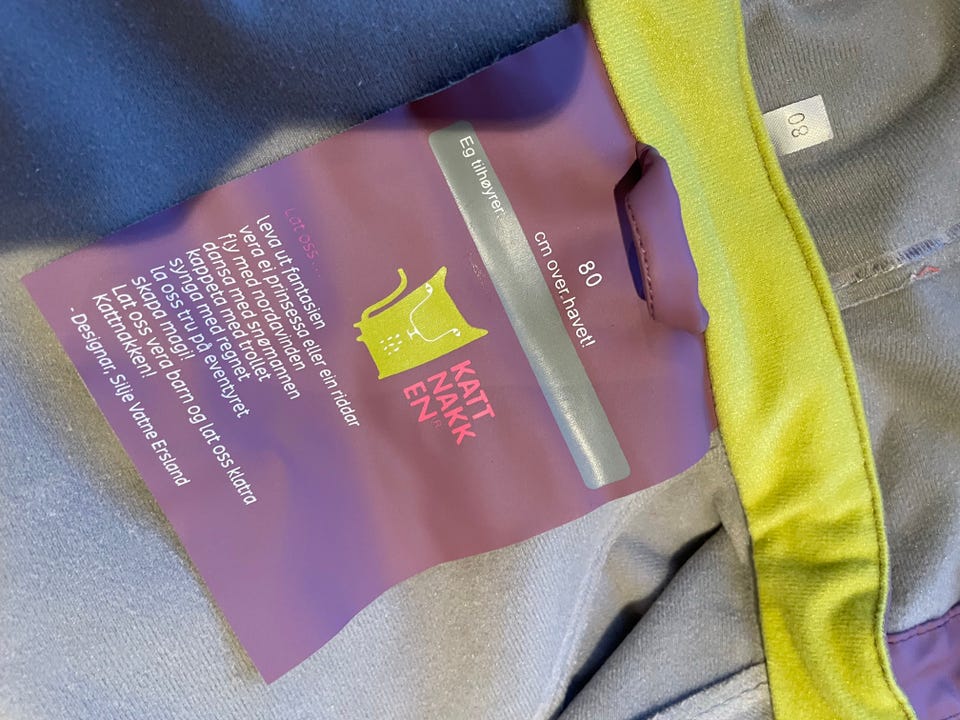 80
80
cm over havet!
Eg tilhøyrer:
KATT
NAKK
EN
R
Lat oss...
leva ut fantasien
vera ei prinsessa eller ein riddar
fly med nordavinden
dansa med snømannen
kappeta med trollet
synga med regnet
la oss tru på eventyret
skapa magi!
Lat oss vera barn og lat oss klatra
Kattnakken!
-Designar, Silje Vatne Ersland